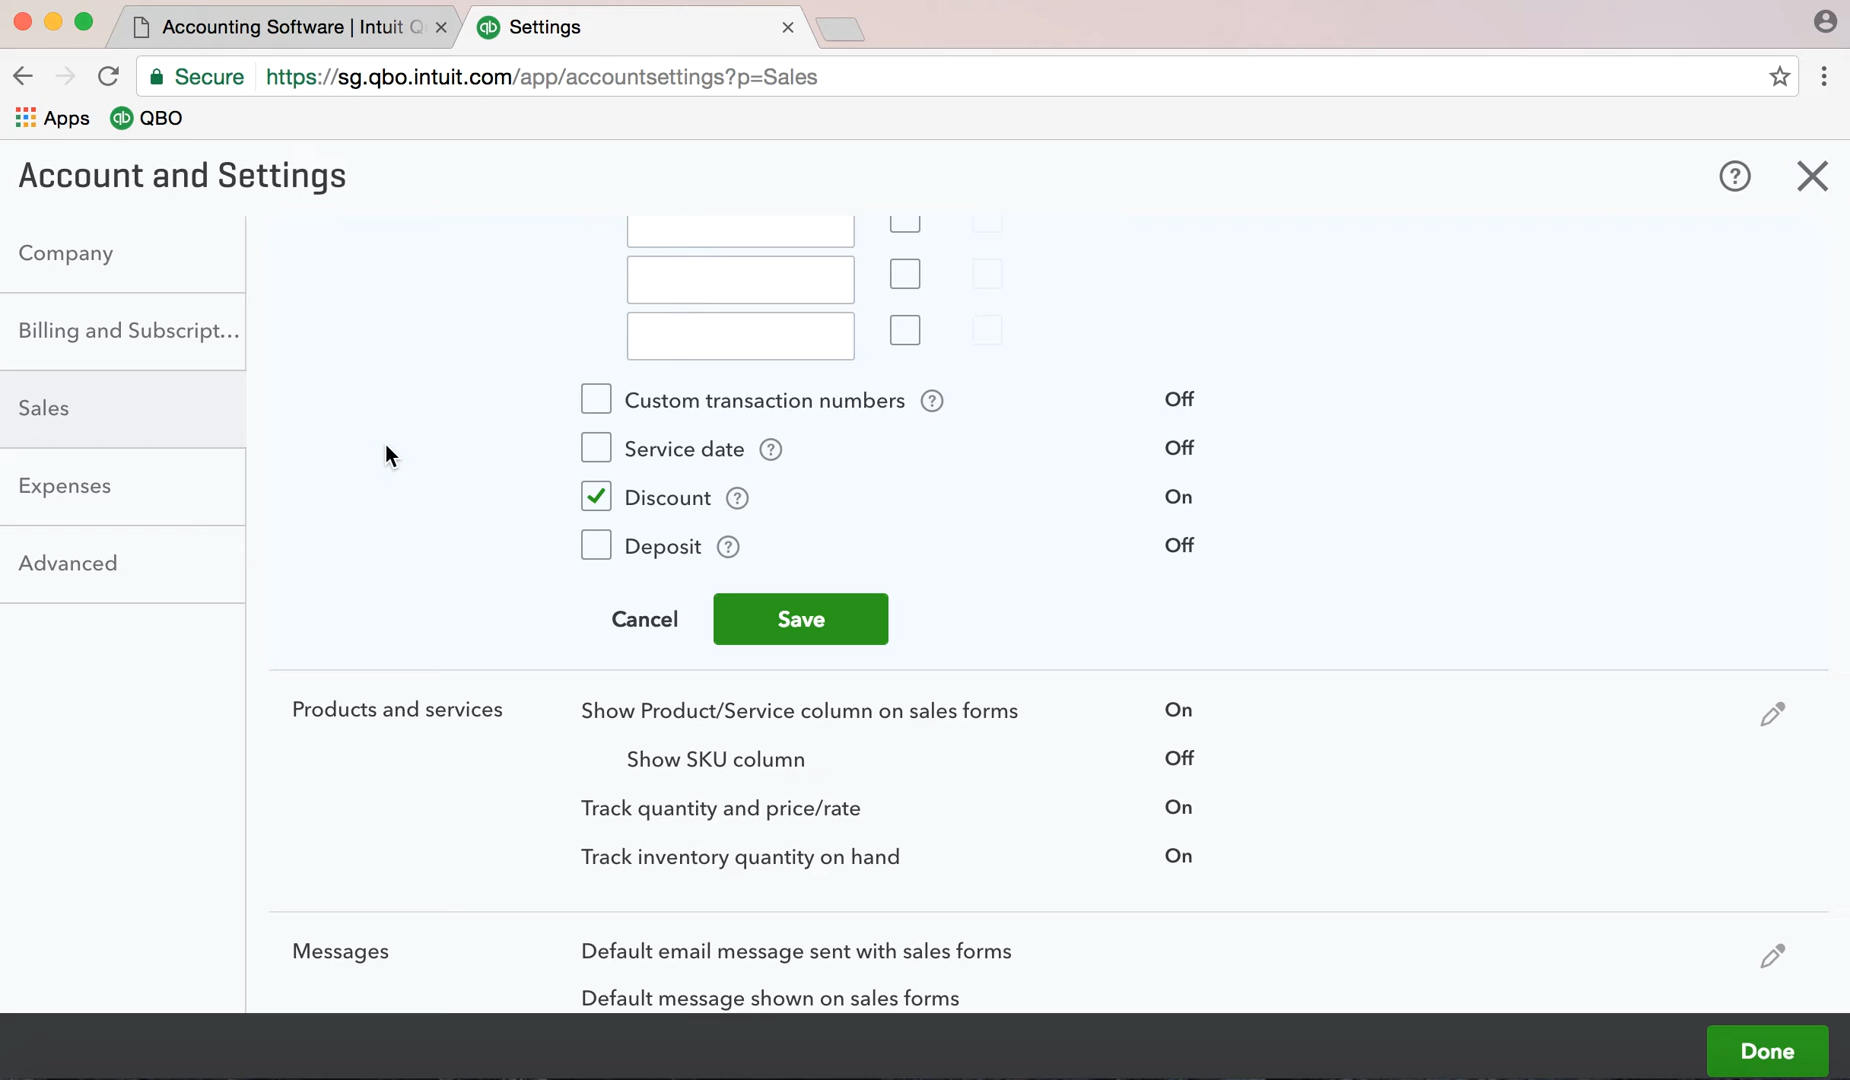 Accounting Software | Intuit Q
Settings
Secure https://sg.qbo.intuit.com/app/accountsettings?p=Sales
Apps QBO
Account and Settings
Company
Billing and Subscript...
Sales
Expenses
Advanced
Custom transaction numbers Off
Service date Off
Discount On
Deposit Off
Cancel Save
Products and services Show Product/Service column on sales forms On
Show SKU column Off
Track quantity and price/rate On
Track inventory quantity on hand On
Messages Default email message sent with sales forms
Default message shown on sales forms
Done